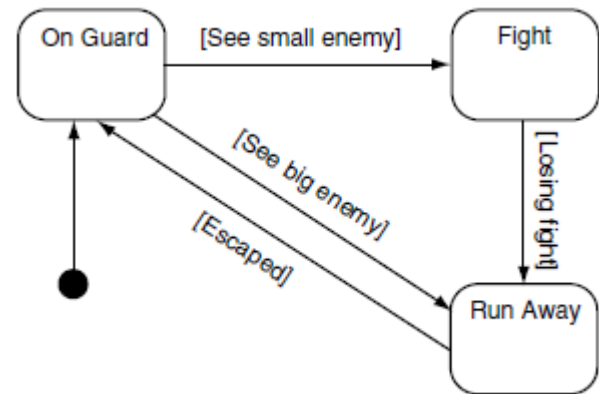 On Guard
[See small enemy]
Fight
[See big enemy]
[Losing fight]
[Escaped]
Run Away